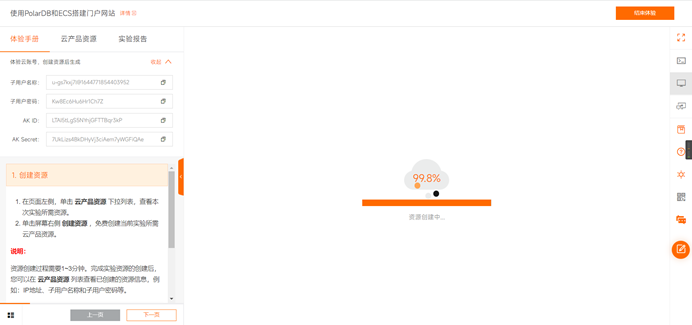 使用PolarDB和ECS搭建门户网站 详情
结束体验
体验手册 云产品资源 实验报告
体验云账号，创建资源后生成 收起
子用户名称：
子用户密码：
AK ID：
AK Secret：
1. 创建资源
1. 在页面左侧，单击 云产品资源 下拉列表，查看本
次实验所需资源。
2. 单击屏幕右侧 创建资源 ，免费创建当前实验所需
云产品资源。
说明：
资源创建过程需要1~3分钟。完成实验资源的创建后，
您可以在 云产品资源 列表查看已创建的资源信息，例
如：IP地址、子用户名称和子用户密码等。
上一页 下一页
99.8%
资源创建中...